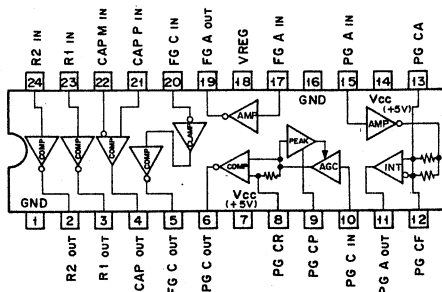 R2 IN
R1 IN
CAP M IN
CAP P IN
FG C IN
FG A OUT
VREG
FG A IN
PG A IN
PG CA
24 23 22 21 20 19 18 17 16 15 14 13
GND
Vcc
(+5V)
AMP
AMP
COMP
COMP
COMP
COMP
LAMP
PEAK
COMP
AGC
INT
Vcc
(+5V)
GND
1 2 3 4 5 6 7 8 9 10 11 12
R2 OUT
R1 OUT
CAP OUT
FG C OUT
PG C OUT
PG CR
PG CP
PG C IN
PG A OUT
PG CF